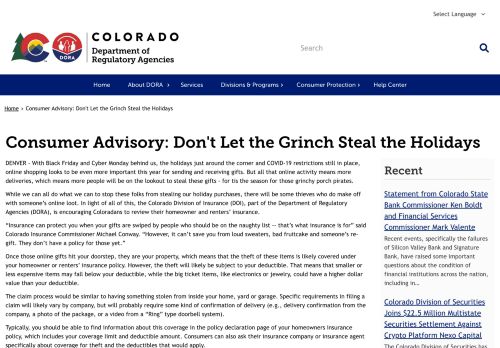 Select Language
COLORADO
Department of
Regulatory Agencies
DORA
Search
Home
About DORA
Services
Divisions & Programs
Consumer Protection
Help Center
Home › Consumer Advisory: Don't Let the Grinch Steal the Holidays
Consumer Advisory: Don't Let the Grinch Steal the Holidays
DENVER - With Black Friday and Cyber Monday behind us, the holidays just around the corner and COVID-19 restrictions still in place,
online shopping looks to be even more important this year for sending and receiving gifts. But all that online activity means more
deliveries, which means more people will be on the lookout to steal these gifts - for tis the season for those grinchy porch pirates.
While we can all do what we can to stop these folks from stealing our holiday purchases, there will be some thieves who do make off
with someone's online loot. In light of all of this, the Colorado Division of Insurance (DOI), part of the Department of Regulatory
Agencies (DORA), is encouraging Coloradans to review their homeowner and renters' insurance.
"Insurance can protect you when your gifts are swiped by people who should be on the naughty list -- that's what insurance is for" said
Colorado Insurance Commissioner Michael Conway. "However, it can't save you from loud sweaters, bad fruitcake and someone's re-
gift. They don't have a policy for those yet."
Once those online gifts hit your doorstep, they are your property, which means that the theft of these items is likely covered under
your homeowner or renters' insurance policy. However, the theft will likely be subject to your deductible. That means that smaller or
less expensive items may fall below your deductible, while the big ticket items, like electronics or jewelry, could have a higher dollar
value than your deductible.
The claim process would be similar to having something stolen from inside your home, yard or garage. Specific requirements in filing a
claim will likely vary by company, but will probably require some kind of confirmation of delivery (e.g., delivery confirmation from the
company, a photo of the package, or a video from a "Ring" type doorbell system).
Typically, you should be able to find information about this coverage in the policy declaration page of your homeowners insurance
policy, which includes your coverage limit and deductible amount. Consumers can also ask their insurance company or insurance agent
specifically about coverage for theft and the deductibles that would apply.
Recent
Statement from Colorado State
Bank Commissioner Ken Boldt
and Financial Services
Commissioner Mark Valente
Recent events, specifically the failures
of Silicon Valley Bank and Signature
Bank, have raised some important
questions about the condition of
financial institutions across the nation,
including in...
Colorado Division of Securities
Joins $22.5 Million Multistate
Securities Settlement Against
Crypto Platform Nexo Capital
The Colorado Division of Securities has